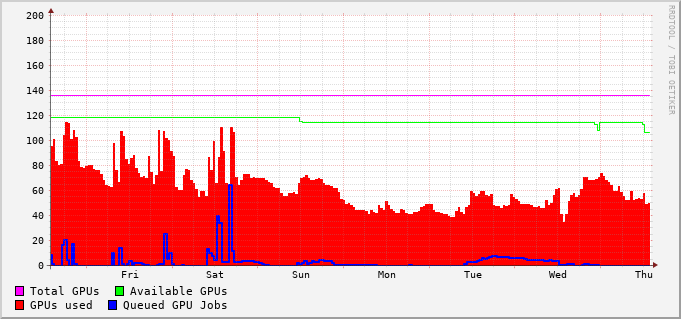 200
180
160
140
120
100
80
60
40
20
0
Fri Sat Sun Mon Tue Wed Thu
Total GPUs Available GPUs
GPUs used Queued GPU Jobs
RRDTOOL / TOBI OETIKER